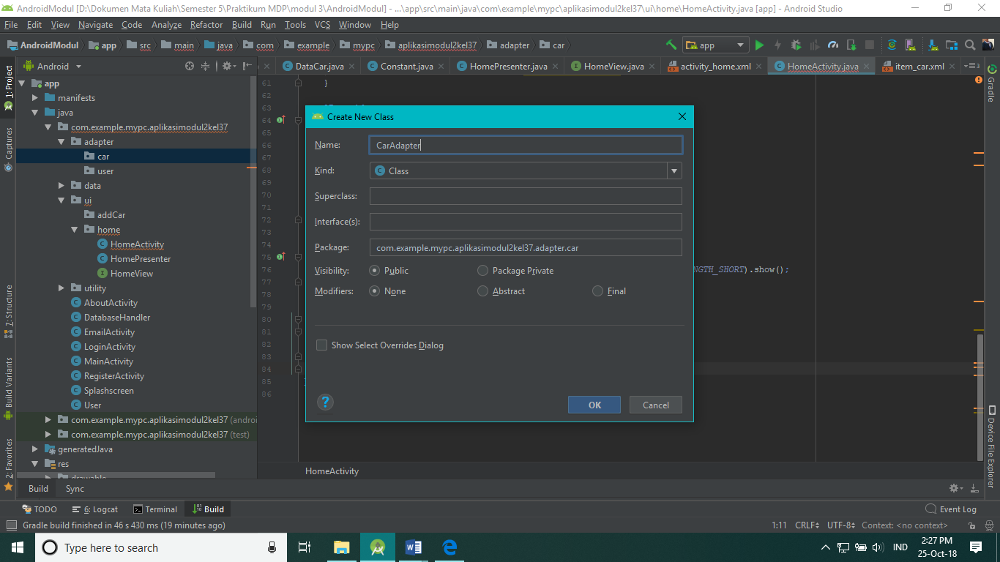 AndroidModul [D:\Dokumen Mata Kuliah\Semester 5\Praktikum MDP\modul 3\AndroidModul] - ...\app\src\main\java\com\example\mypc\aplikasimodul2kel37\ui\home\HomeActivity.java [app] - Android Studio
File Edit View Navigate Code Analyze Refactor Build Run Tools VCS Window Help
AndroidModul app src main java com example mypc aplikasimodul2kel37 adapter car app
Android DataCar.java Constant.java HomePresenter.java HomeView.java activity_home.xml HomeActivity.java item_car.xml
1: Project
Captures
7: Structure
Build Variants
2: Favorites
app
manifests
java
com.example.mypc.aplikasimodul2kel37
adapter
car
user
data
ui
addCar
home
HomeActivity
HomePresenter
HomeView
utility
AboutActivity
DatabaseHandler
EmailActivity
LoginActivity
MainActivity
RegisterActivity
Splashscreen
User
com.example.mypc.aplikasimodul2kel37 (androi
com.example.mypc.aplikasimodul2kel37 (test)
generatedJava
res
drawable
61 }
62
63
64
65
66
67
68
69
70
71
72
73
74
75
76 NGTH_SHORT).show();
77
78
79
80
81
82
83
84
85
86
Create New Class
Name: CarAdapter
Kind: Class
Superclass:
Interface(s):
Package: com.example.mypc.aplikasimodul2kel37.adapter.car
Visibility: Public Package Private
Modifiers: None Abstract Final
Show Select Overrides Dialog
? OK Cancel
HomeActivity
Gradle
Device File Explorer
Build Sync
TODO 6: Logcat Terminal Build Event Log
Gradle build finished in 46 s 430 ms (19 minutes ago) 1:11 CRLF UTF-8 Context: <no context>
Type here to search IND 2:27 PM
25-Oct-18